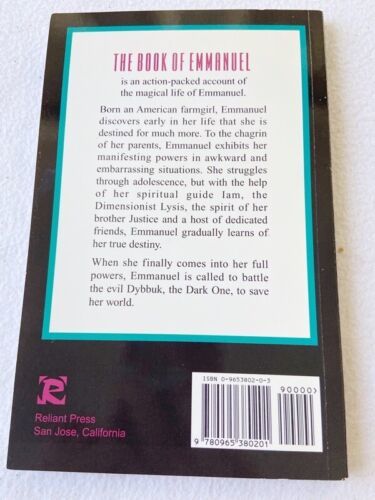 THE BOOK OF EMMANUEL
is an action-packed account of
the magical life of Emmanuel.
Born an American farmgirl, Emmanuel
discovers early in her life that she is
destined for much more. To the chagrin
of her parents, Emmanuel exhibits her
manifesting powers in awkward and
embarrassing situations. She struggles
through adolescence, but with the help
of her spiritual guide Iam, the
Dimensionist Lysis, the spirit of her
brother Justice and a host of dedicated
friends, Emmanuel gradually learns of
her true destiny.
When she finally comes into her full
powers, Emmanuel is called to battle
the evil Dybbuk, the Dark One, to save
her world.
R
Reliant Press
San Jose, California
ISBN 0-9653802-0-3
90000>
9 780965 380201